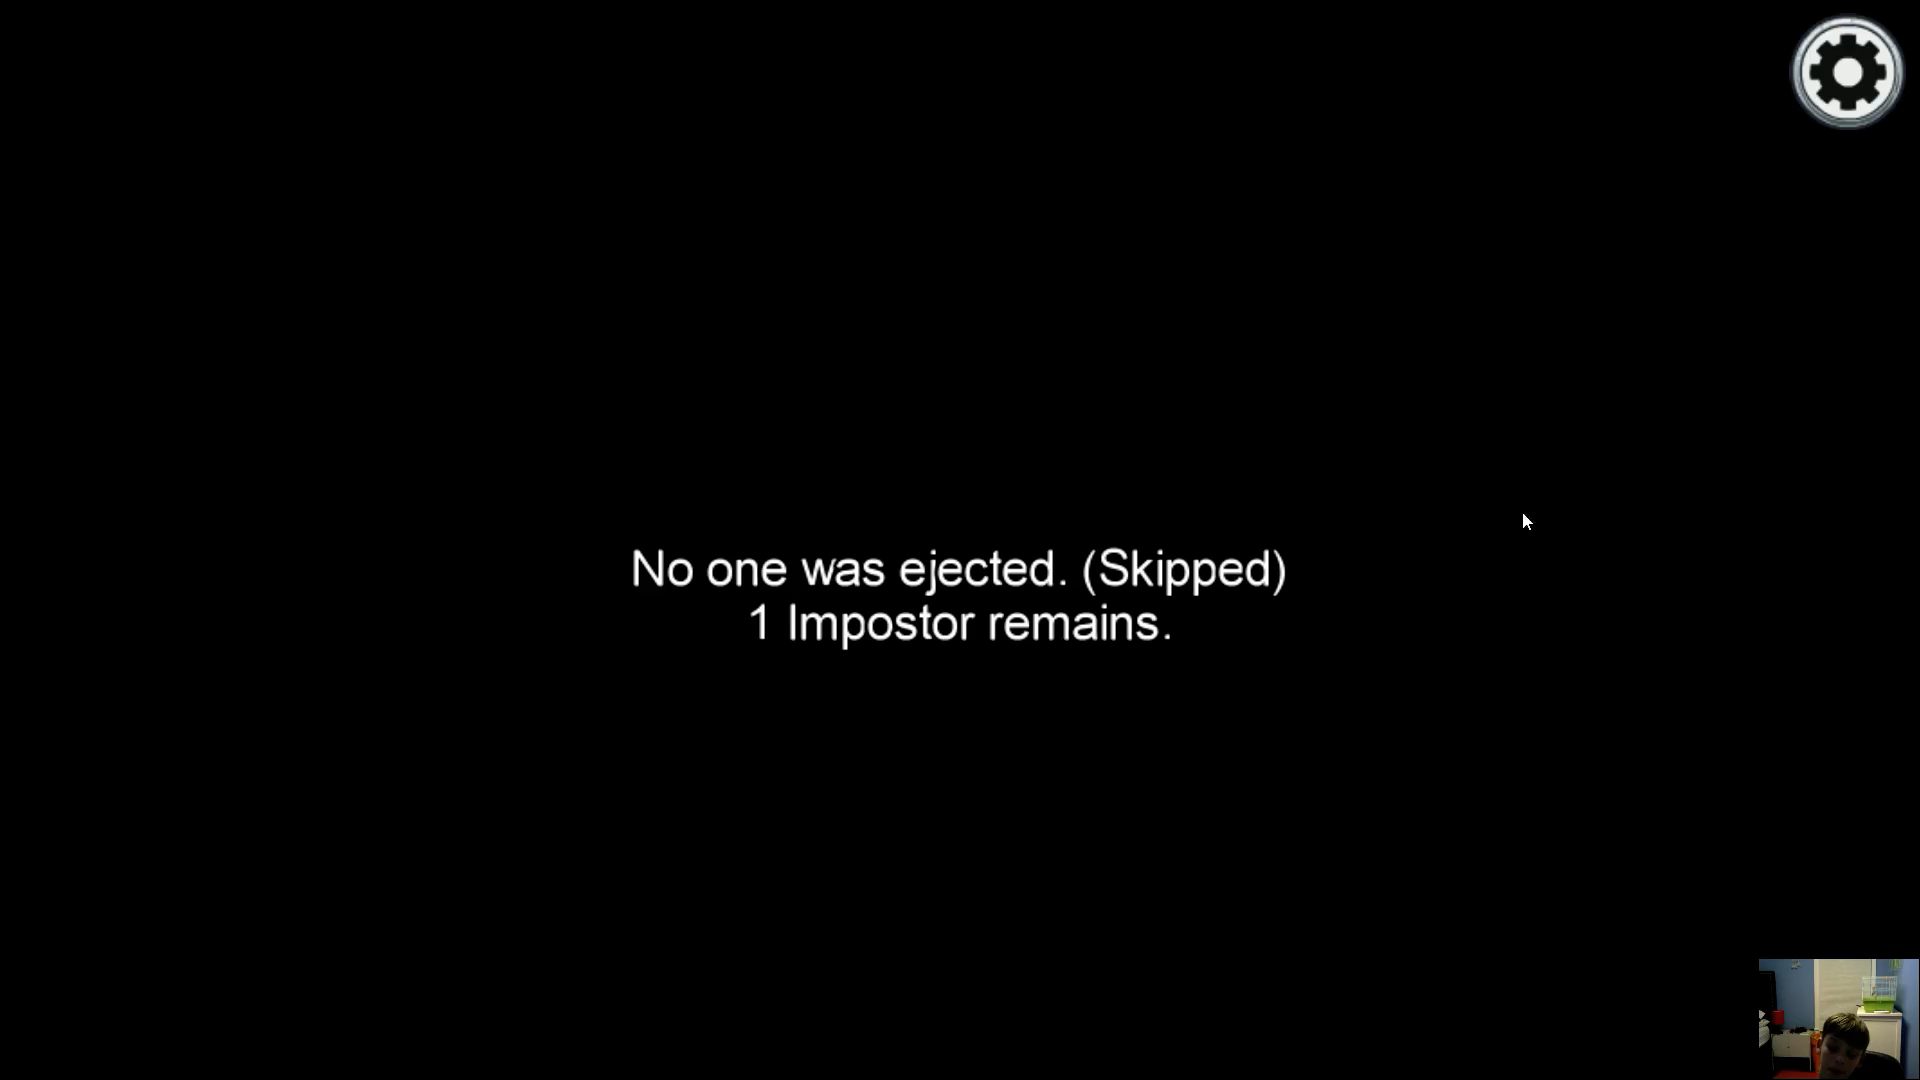 No one was ejected. (Skipped)
1 Impostor remains.